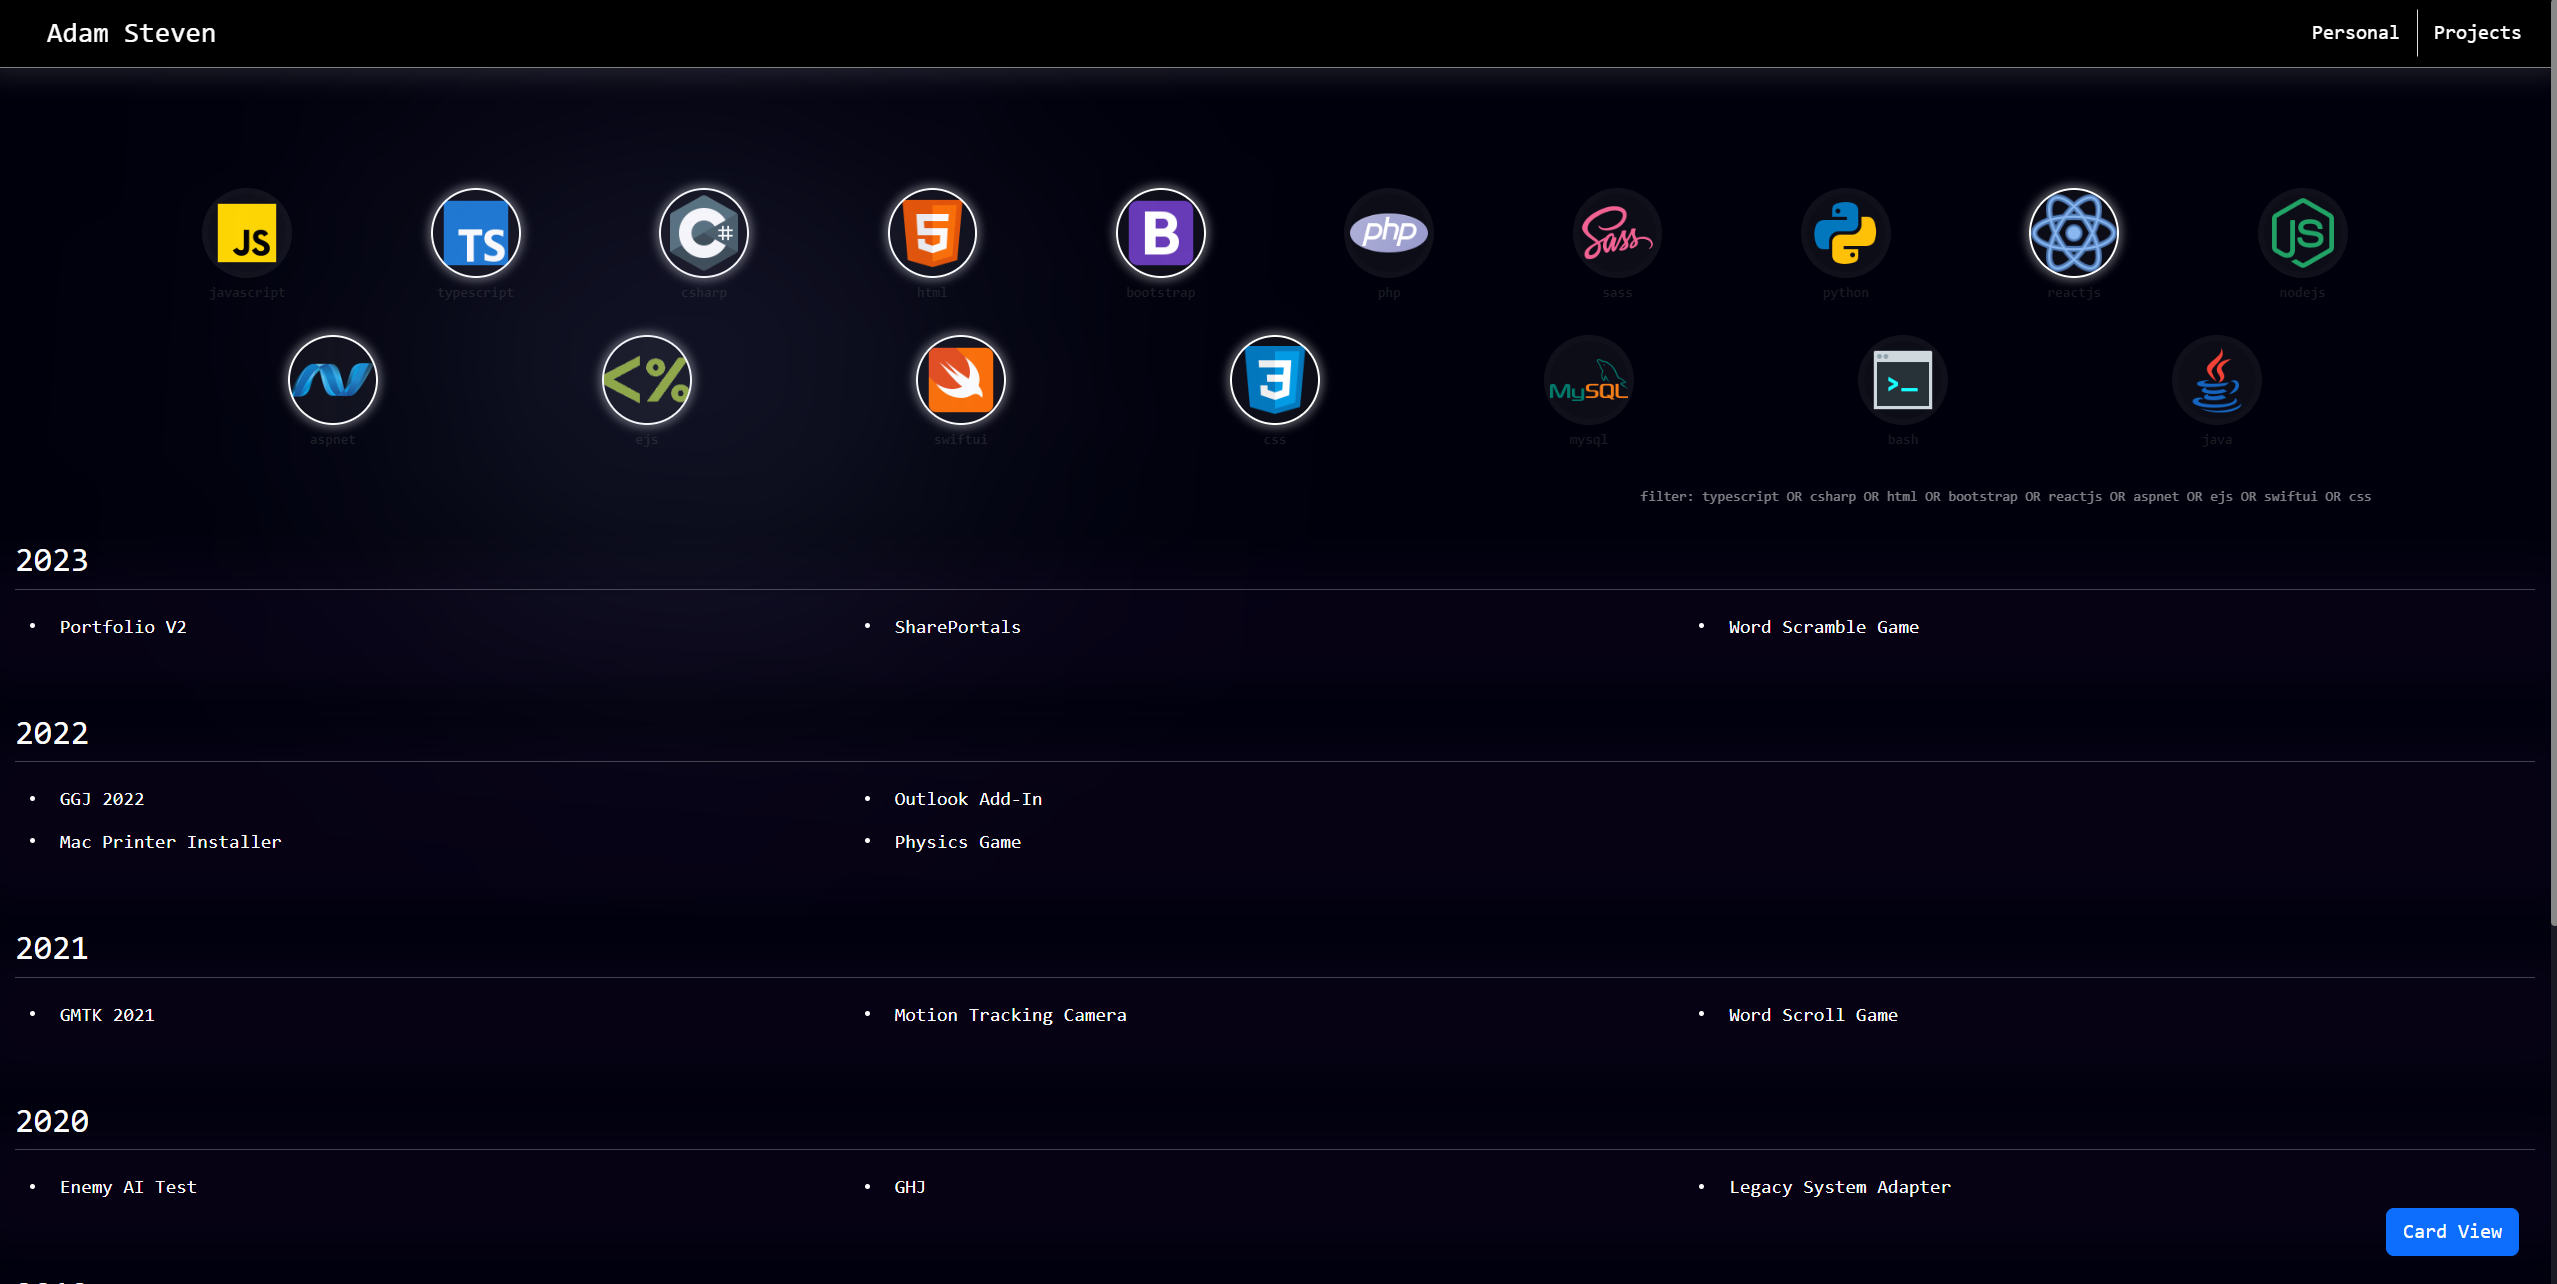 Adam Steven
Personal
Projects
JS
TS
C#
5
B
php
Sass
JS
javascript
typescript
csharp
html
bootstrap
php
sass
python
reactjs
nodejs
<%
3
MySQL
>_
aspnet
ejs
swiftui
css
mysql
bash
java
filter: typescript OR csharp OR html OR bootstrap OR reactjs OR aspnet OR ejs OR swiftui OR css
2023
• Portfolio V2
• SharePortals
• Word Scramble Game
2022
• GGJ 2022
• Outlook Add-In
• Mac Printer Installer
• Physics Game
2021
• GMTK 2021
• Motion Tracking Camera
• Word Scroll Game
2020
• Enemy AI Test
• GHJ
• Legacy System Adapter
Card View